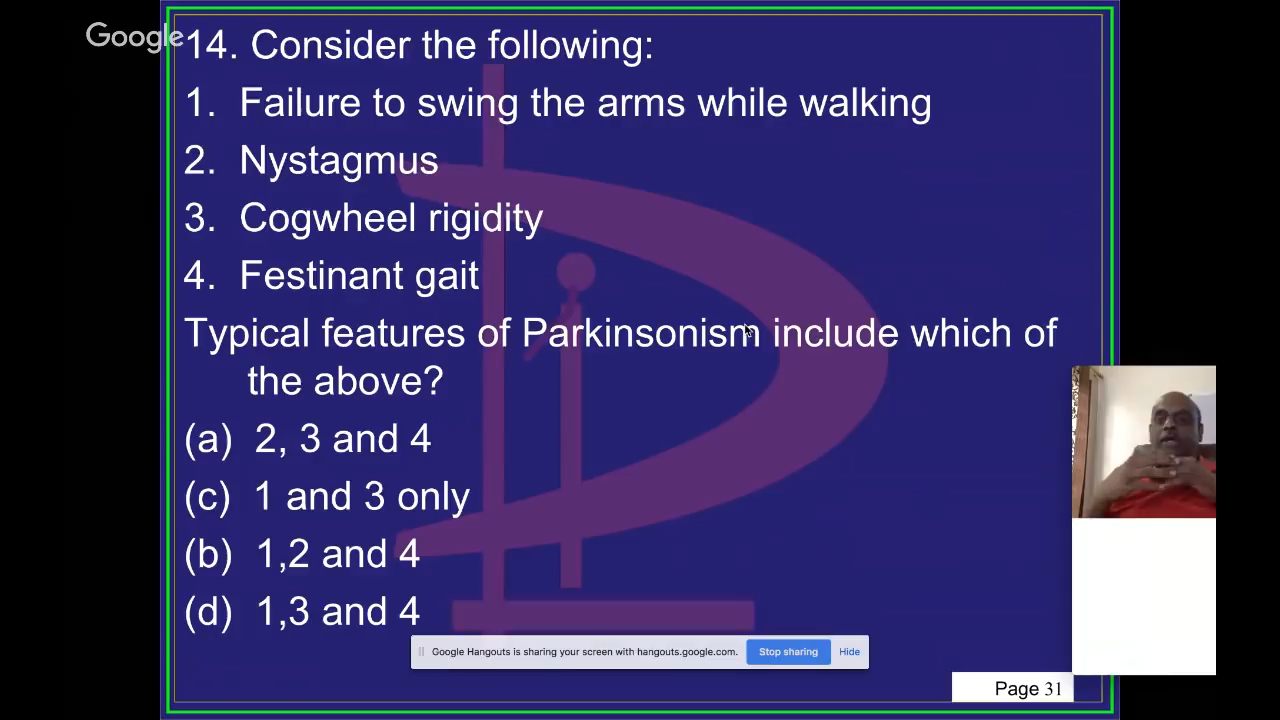 Google
14. Consider the following:
1. Failure to swing the arms while walking
2. Nystagmus
3. Cogwheel rigidity
4. Festinant gait
Typical features of Parkinsonism include which of
the above?
(a) 2, 3 and 4
(c) 1 and 3 only
(b) 1,2 and 4
(d) 1,3 and 4
Google Hangouts is sharing your screen with hangouts.google.com. Stop sharing Hide
Page 31